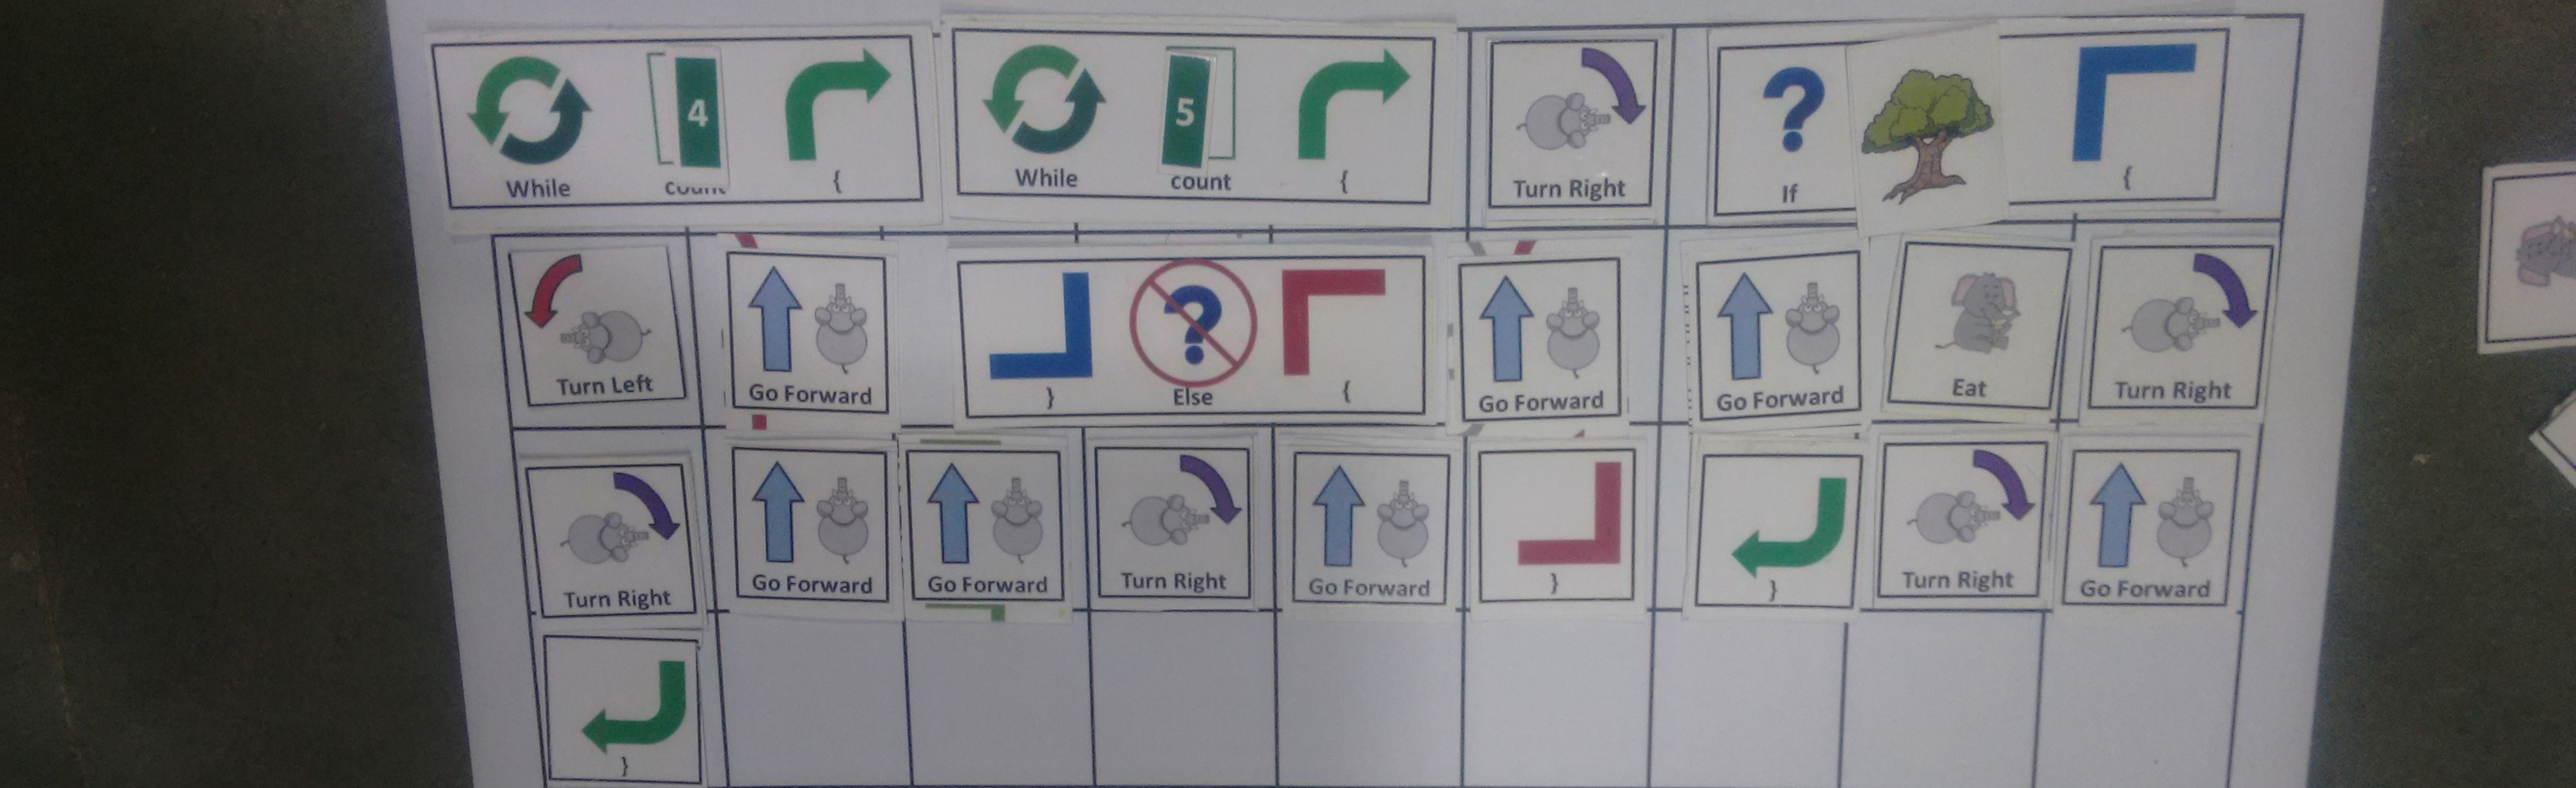 4 5
While count { While count { Turn Right ? If {
Turn Left Go Forward } ? Else { Go Forward Go Forward Eat Turn Right
Turn Right Go Forward Go Forward Turn Right Go Forward } } Turn Right Go Forward
}